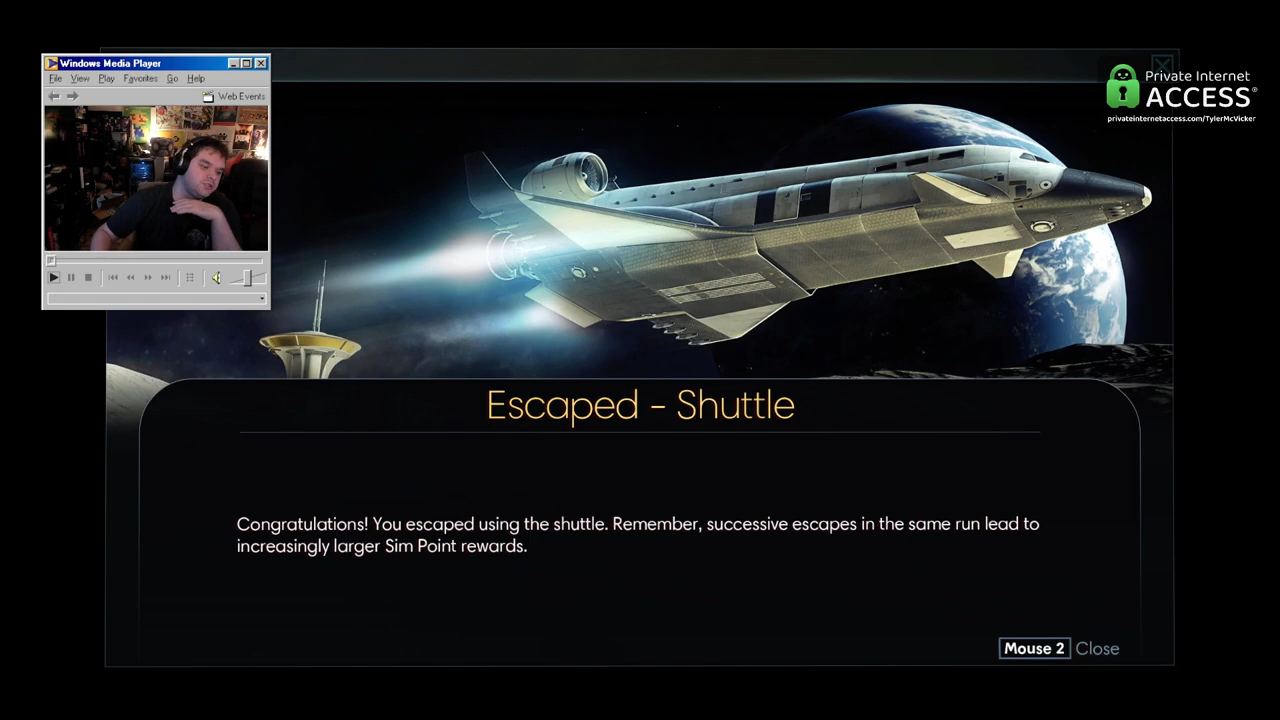 Windows Media Player
File View Play Favorites Go Help
Web Events
Private Internet
ACCESS®
privateinternetaccess.com/TylerMcVicker
Escaped - Shuttle
Congratulations! You escaped using the shuttle. Remember, successive escapes in the same run lead to
increasingly larger Sim Point rewards.
Mouse 2 Close